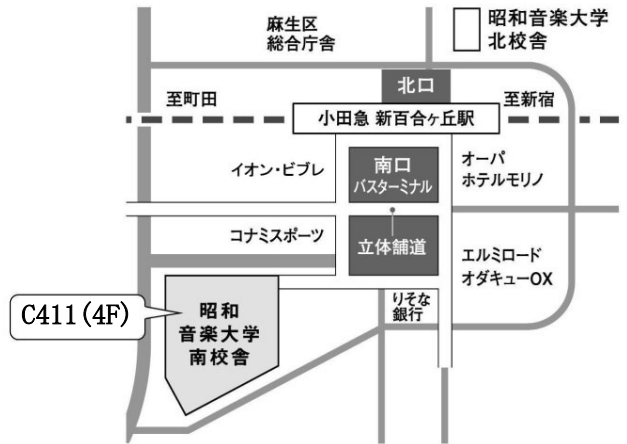 麻生区
総合庁舎
昭和音楽大学
北校舎
北口
至町田
至新宿
小田急 新百合ヶ丘駅
イオン・ビブレ
南口
バスターミナル
オーパ
ホテルモリノ
コナミスポーツ
立体舗道
エルミロード
オダキューOX
C411(4F)
昭和
音楽大学
南校舎
りそな
銀行